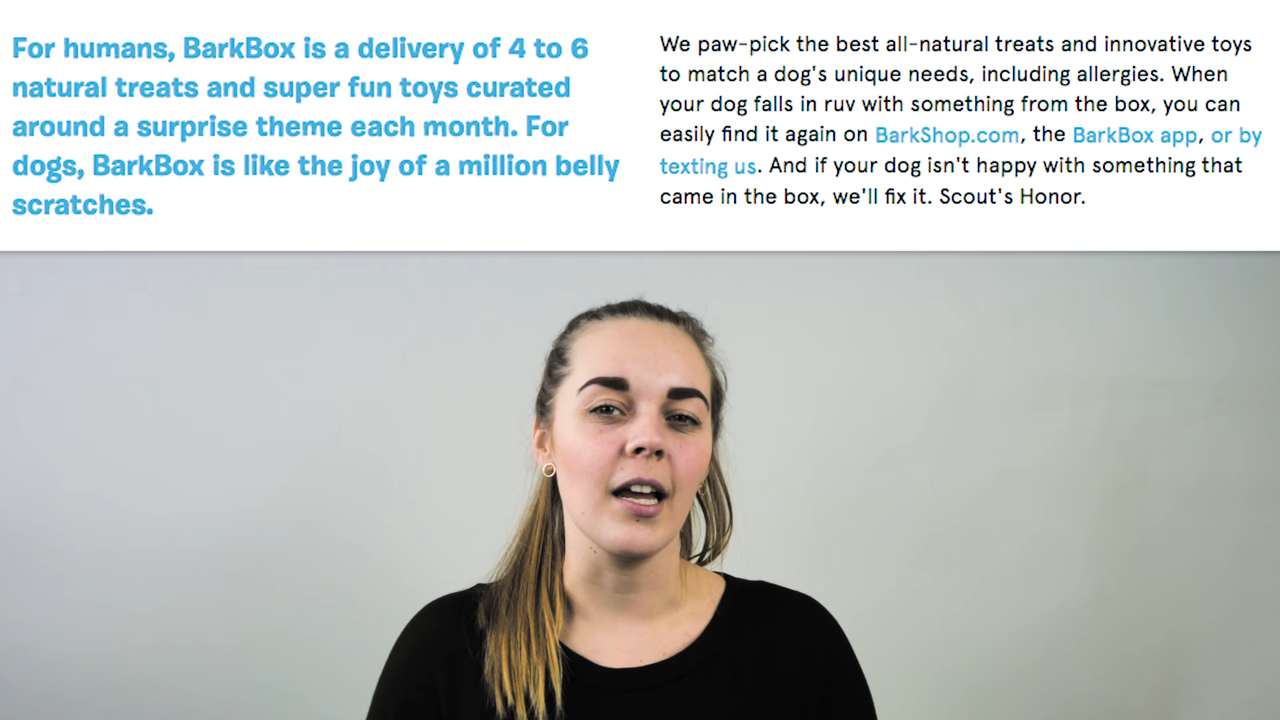 For humans, BarkBox is a delivery of 4 to 6
natural treats and super fun toys curated
around a surprise theme each month. For
dogs, BarkBox is like the joy of a million belly
scratches.
We paw-pick the best all-natural treats and innovative toys
to match a dog's unique needs, including allergies. When
your dog falls in ruv with something from the box, you can
easily find it again on BarkShop.com, the BarkBox app, or by
texting us. And if your dog isn't happy with something that
came in the box, we'll fix it. Scout's Honor.